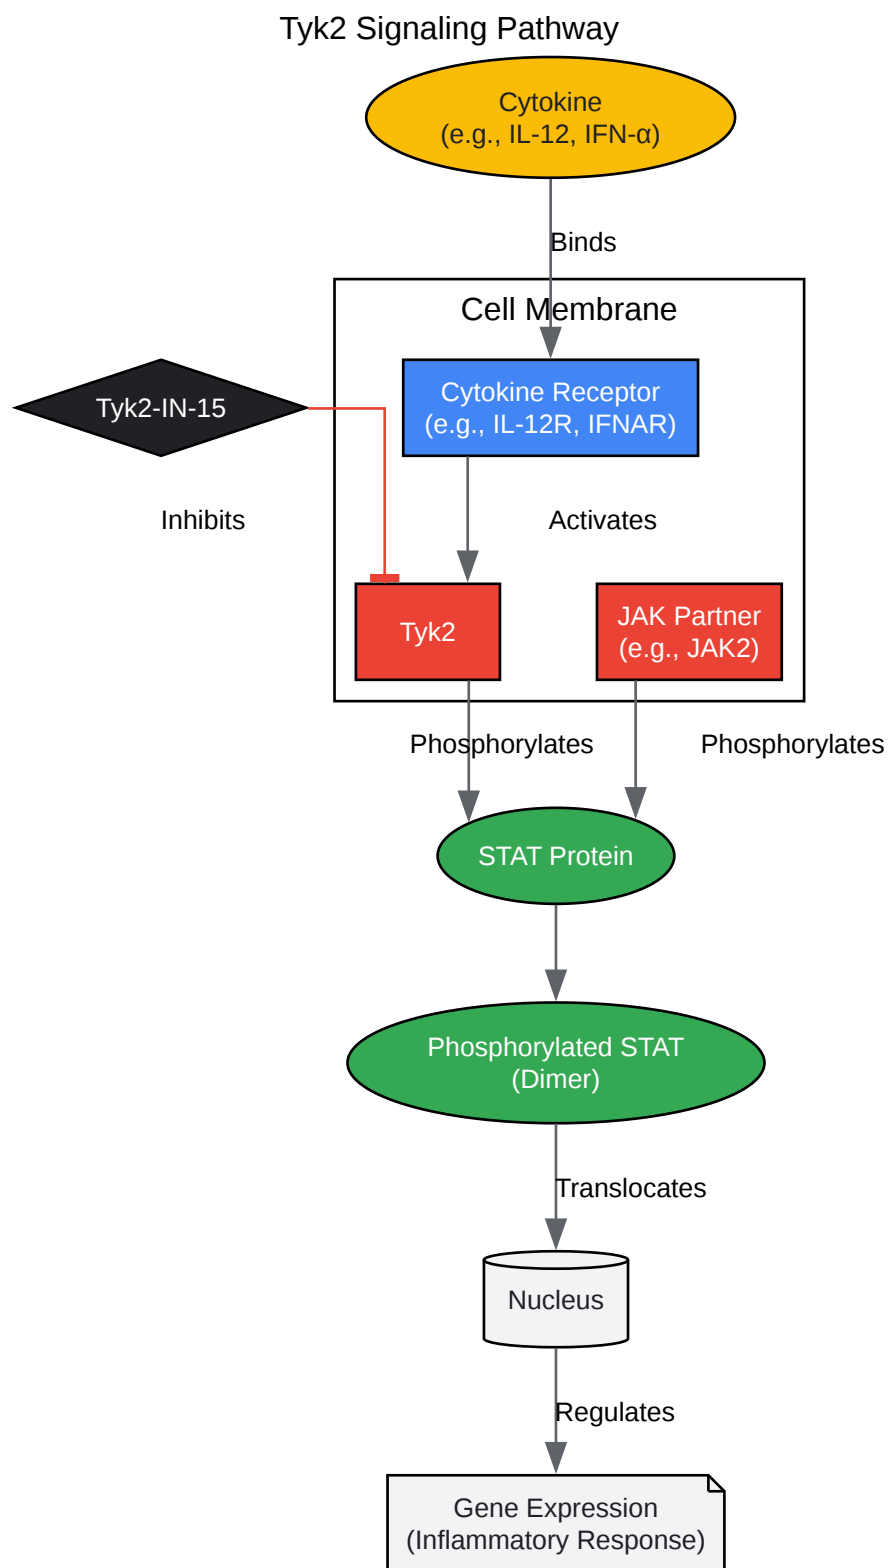 Tyk2 Signaling Pathway
Cytokine
(e.g., IL-12, IFN-α)
Binds
Cell Membrane
Cytokine Receptor
(e.g., IL-12R, IFNAR)
Tyk2-IN-15
Inhibits
Activates
Tyk2
JAK Partner
(e.g., JAK2)
Phosphorylates
Phosphorylates
STAT Protein
Phosphorylated STAT
(Dimer)
Translocates
Nucleus
Regulates
Gene Expression
(Inflammatory Response)